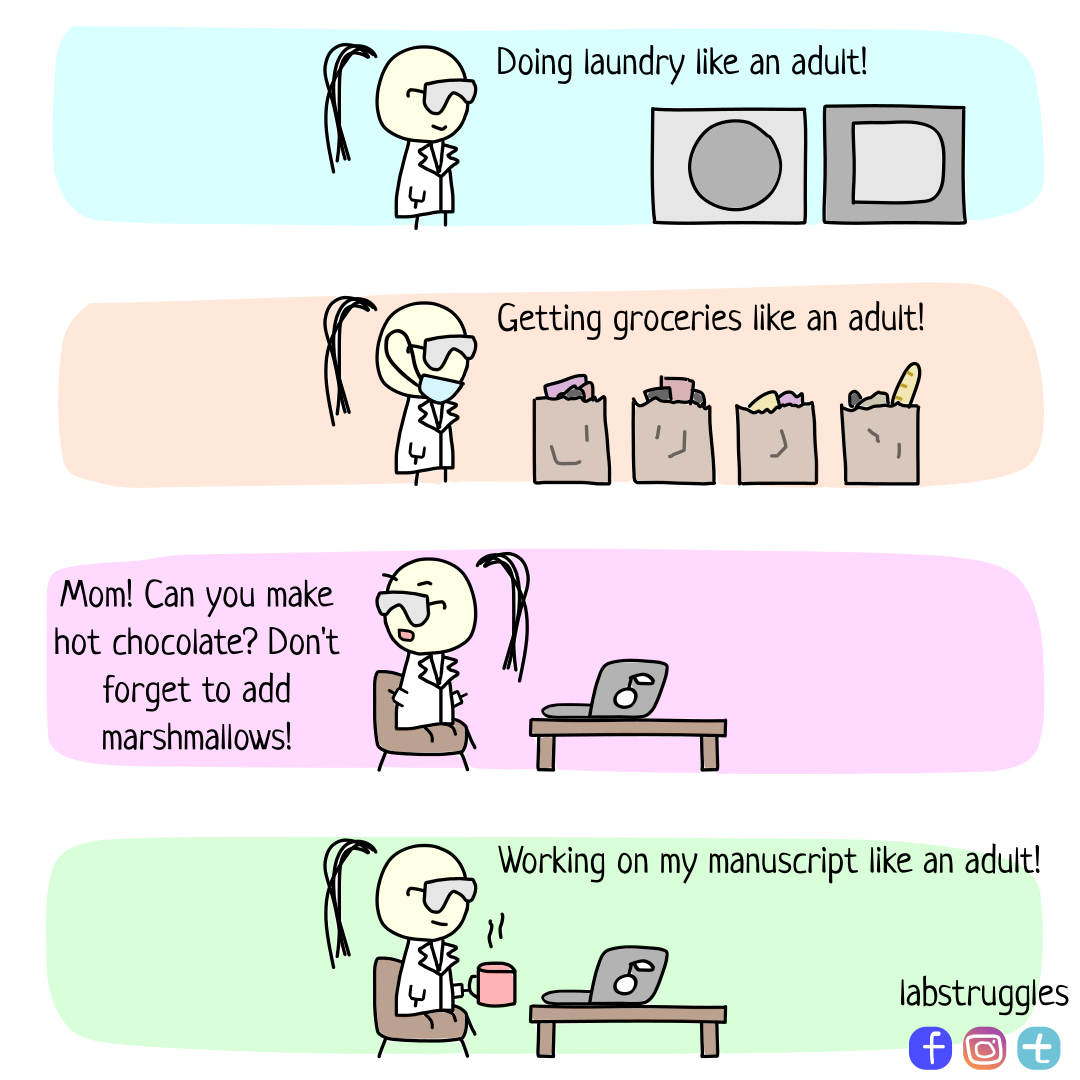 Doing laundry like an adult!
Getting groceries like an adult!
Mom! Can you make
hot chocolate? Don't
forget to add
marshmallows!
Working on my manuscript like an adult!
labstruggles